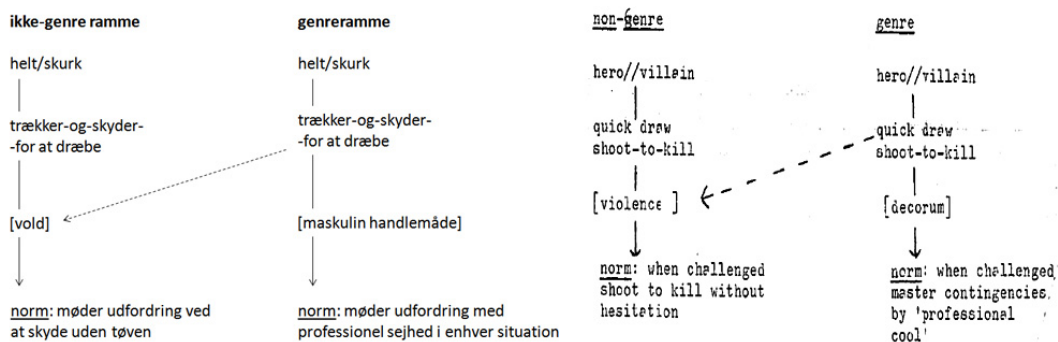 ikke-genre ramme
helt/skurk
trækker-og-skyder-
-for at dræbe
[vold]
norm: møder udfordring ved
at skyde uden tøven
genreramme
helt/skurk
trækker-og-skyder-
-for at dræbe
[maskulin handlemåde]
norm: møder udfordring med
professionel sejhed i enhver situation
non-genre
hero//villain
quick draw
shoot-to-kill
[violence ]
norm: when challenged
shoot to kill without
hesitation
genre
hero//villain
quick draw
shoot-to-kill
[decorum]
norm: when challenged,
master contingencies,
by 'professional
cool'